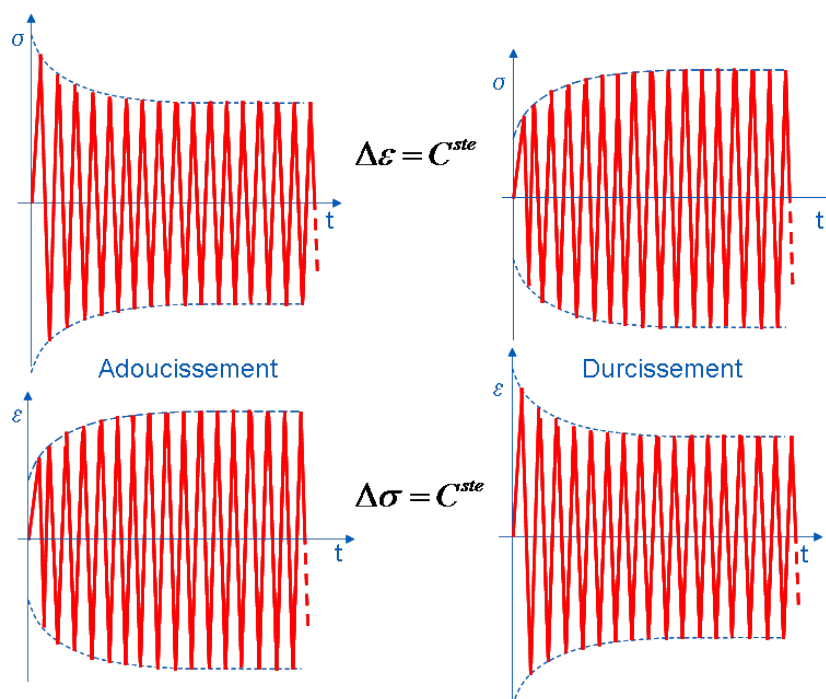 σ
σ
Δε = C^ste
t
t
Adoucissement
Durcissement
ε
ε
Δσ = C^ste
t
t